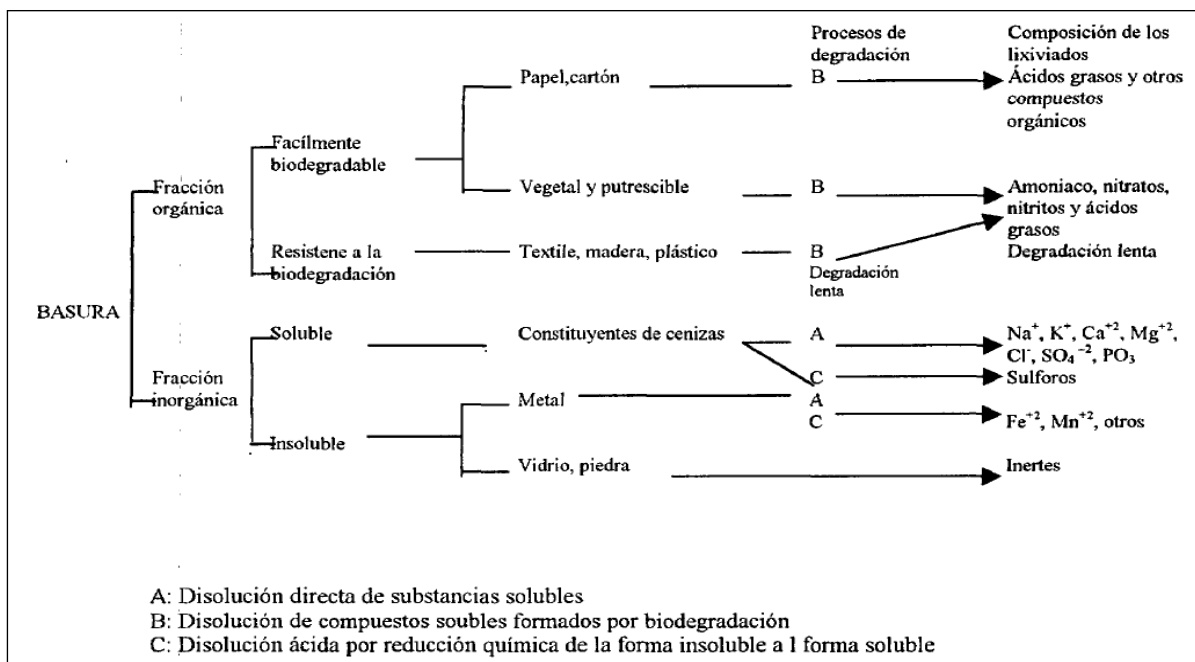 Procesos de
degradación
Composición de los
lixiviados
Papel,cartón
B
Ácidos grasos y otros
compuestos
orgánicos
Facílmente
biodegradable
Fracción
orgánica
Vegetal y putrescible
B
Amoniaco, nitratos,
nitritos y ácidos
grasos
Resistene a la
biodegradación
Textile, madera, plástico
B
Degradación
lenta
Degradación lenta
BASURA
Soluble
Constituyentes de cenizas
A
Na⁺, K⁺, Ca⁺², Mg⁺²,
Cl⁻, SO₄⁻², PO₃
C
Sulforos
Fracción
inorgánica
Metal
A
C
Fe⁺², Mn⁺², otros
Insoluble
Vidrio, piedra
Inertes
A: Disolución directa de substancias solubles
B: Disolución de compuestos soubles formados por biodegradación
C: Disolución ácida por reducción química de la forma insoluble a l forma soluble